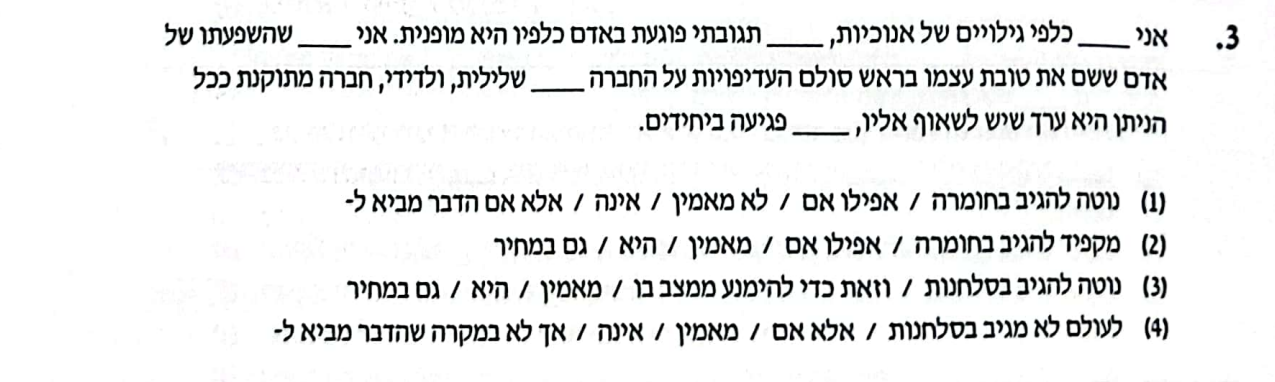 3. אני ____ כלפי גילויים של אנוכיות, ____ תגובתי פוגעת באדם כלפיו היא מופנית. אני ____ שהשפעתו של
אדם ששם את טובת עצמו בראש סולם העדיפויות על החברה ____ שלילית, ולדידי, חברה מתוקנת ככל
הניתן היא ערך שיש לשאוף אליו, ____ פגיעה ביחידים.
(1) נוטה להגיב בחומרה / אפילו אם / לא מאמין / אינה / אלא אם הדבר מביא ל-
(2) מקפיד להגיב בחומרה / אפילו אם / מאמין / היא / גם במחיר
(3) נוטה להגיב בסלחנות / וזאת כדי להימנע ממצב בו / מאמין / היא / גם במחיר
(4) לעולם לא מגיב בסלחנות / אלא אם / מאמין / אינה / אך לא במקרה שהדבר מביא ל-